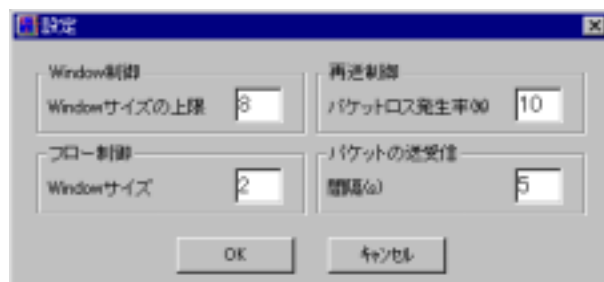 設定
Window制御
Windowサイズの上限 8
再送制御
パケットロス発生率(%) 10
フロー制御
Windowサイズ 2
パケットの送受信
間隔(s) 5
OK
キャンセル